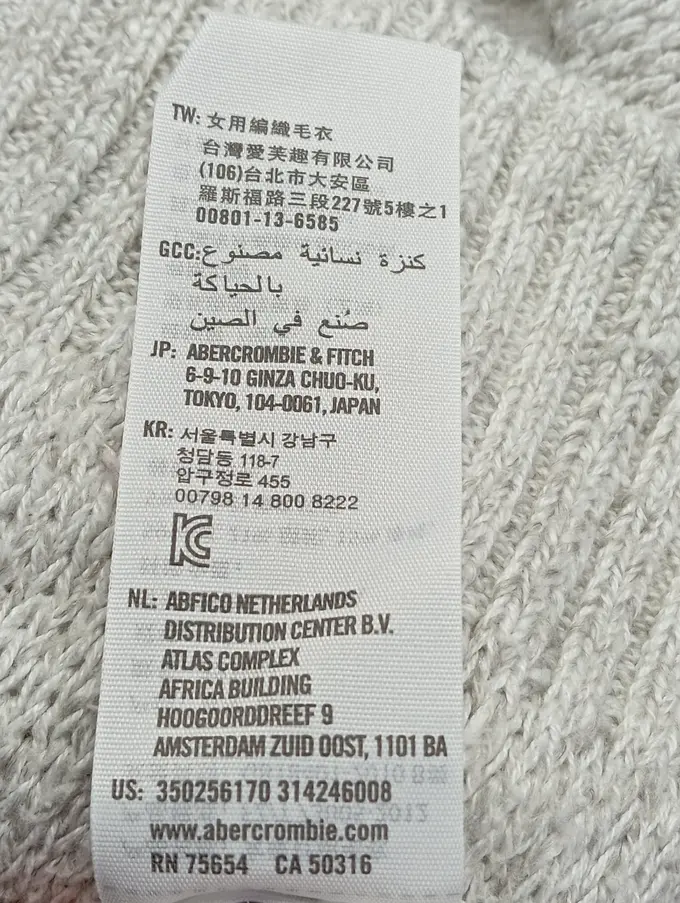 TW: 女用編織毛衣
台灣愛芙趣有限公司
(106)台北市大安區
羅斯福路三段227號5樓之1
00801-13-6585
GCC: كنزة نسائية مصنوع
بالحياكة
صُنع في الصين
JP: ABERCROMBIE & FITCH
6-9-10 GINZA CHUO-KU,
TOKYO, 104-0061, JAPAN
KR: 서울특별시 강남구
청담동 118-7
압구정로 455
00798 14 800 8222
KC
NL: ABFICO NETHERLANDS
DISTRIBUTION CENTER B.V.
ATLAS COMPLEX
AFRICA BUILDING
HOOGOORDDREEF 9
AMSTERDAM ZUID OOST, 1101 BA
US: 350256170 314246008
www.abercrombie.com
RN 75654 CA 50316